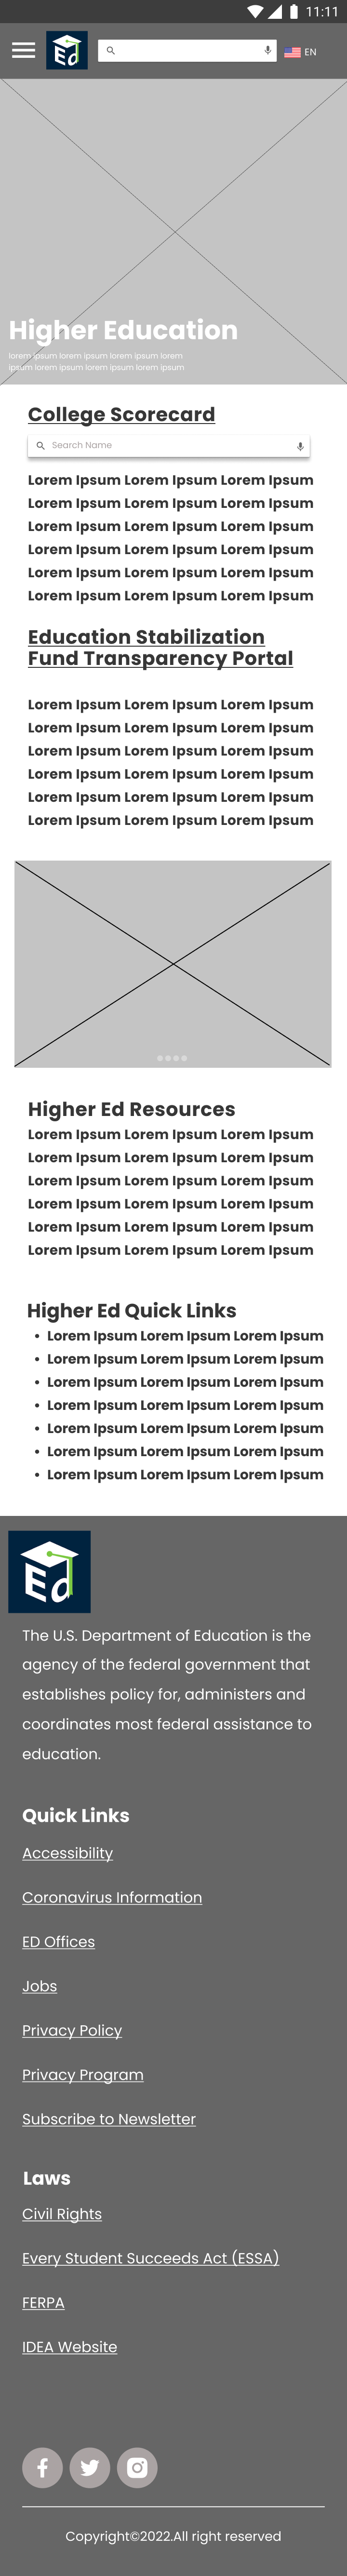 11:11
Ed
EN
Higher Education
lorem ipsum lorem ipsum lorem ipsum lorem
ipsum lorem ipsum lorem ipsum lorem ipsum
College Scorecard
Search Name
Lorem Ipsum Lorem Ipsum Lorem Ipsum
Lorem Ipsum Lorem Ipsum Lorem Ipsum
Lorem Ipsum Lorem Ipsum Lorem Ipsum
Lorem Ipsum Lorem Ipsum Lorem Ipsum
Lorem Ipsum Lorem Ipsum Lorem Ipsum
Lorem Ipsum Lorem Ipsum Lorem Ipsum
Education Stabilization
Fund Transparency Portal
Lorem Ipsum Lorem Ipsum Lorem Ipsum
Lorem Ipsum Lorem Ipsum Lorem Ipsum
Lorem Ipsum Lorem Ipsum Lorem Ipsum
Lorem Ipsum Lorem Ipsum Lorem Ipsum
Lorem Ipsum Lorem Ipsum Lorem Ipsum
Lorem Ipsum Lorem Ipsum Lorem Ipsum
Higher Ed Resources
Lorem Ipsum Lorem Ipsum Lorem Ipsum
Lorem Ipsum Lorem Ipsum Lorem Ipsum
Lorem Ipsum Lorem Ipsum Lorem Ipsum
Lorem Ipsum Lorem Ipsum Lorem Ipsum
Lorem Ipsum Lorem Ipsum Lorem Ipsum
Lorem Ipsum Lorem Ipsum Lorem Ipsum
Higher Ed Quick Links
• Lorem Ipsum Lorem Ipsum Lorem Ipsum
• Lorem Ipsum Lorem Ipsum Lorem Ipsum
• Lorem Ipsum Lorem Ipsum Lorem Ipsum
• Lorem Ipsum Lorem Ipsum Lorem Ipsum
• Lorem Ipsum Lorem Ipsum Lorem Ipsum
• Lorem Ipsum Lorem Ipsum Lorem Ipsum
• Lorem Ipsum Lorem Ipsum Lorem Ipsum
Ed
The U.S. Department of Education is the
agency of the federal government that
establishes policy for, administers and
coordinates most federal assistance to
education.
Quick Links
Accessibility
Coronavirus Information
ED Offices
Jobs
Privacy Policy
Privacy Program
Subscribe to Newsletter
Laws
Civil Rights
Every Student Succeeds Act (ESSA)
FERPA
IDEA Website
Copyright©2022.All right reserved